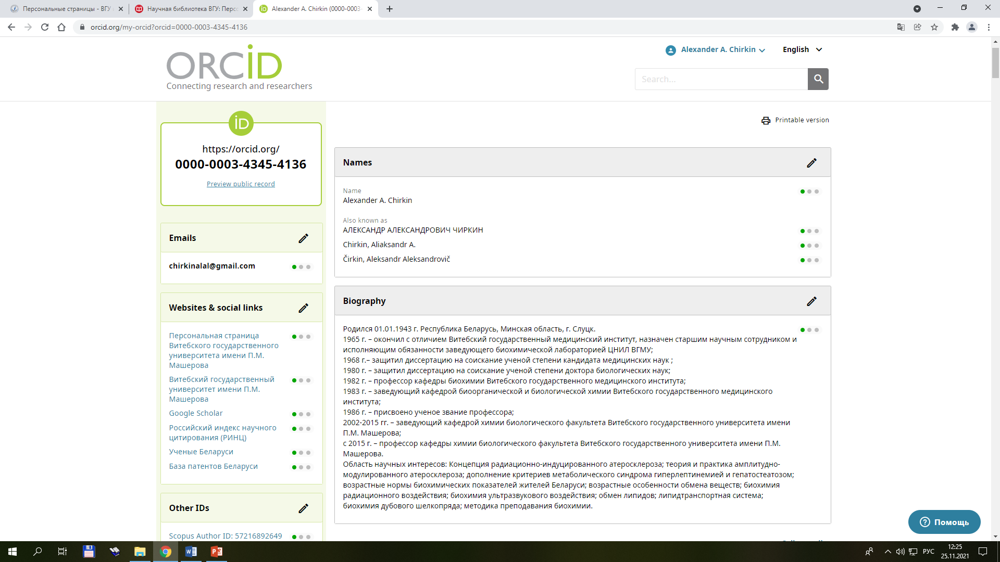 Персональные страницы - ВГУ
Научная библиотека ВГУ: Персо
Alexander A. Chirkin (0000-0003-
orcid.org/my-orcid?orcid=0000-0003-4345-4136
ORCID
Connecting research and researchers
Alexander A. Chirkin
English
Search...
iD
https://orcid.org/
0000-0003-4345-4136
Preview public record
Emails
chirkinalal@gmail.com
Websites & social links
Персональная страница
Витебского государственного
университета имени П.М.
Машерова
Витебский государственный
университет имени П.М.
Машерова
Google Scholar
Российский индекс научного
цитирования (РИНЦ)
Ученые Беларуси
База патентов Беларуси
Other IDs
Scopus Author ID: 57216892649
Printable version
Names
Name
Alexander A. Chirkin
Also known as
АЛЕКСАНДР АЛЕКСАНДРОВИЧ ЧИРКИН
Chirkin, Aliaksandr A.
Čirkin, Aleksandr Aleksandrovič
Biography
Родился 01.01.1943 г. Республика Беларусь, Минская область, г. Слуцк.
1965 г. – окончил с отличием Витебский государственный медицинский институт, назначен старшим научным сотрудником и
исполняющим обязанности заведующего биохимической лабораторией ЦНИЛ ВГМУ;
1968 г.– защитил диссертацию на соискание ученой степени кандидата медицинских наук ;
1980 г. – защитил диссертацию на соискание ученой степени доктора биологических наук;
1982 г. – профессор кафедры биохимии Витебского государственного медицинского института;
1983 г. – заведующий кафедрой биоорганической и биологической химии Витебского государственного медицинского
института;
1986 г. – присвоено ученое звание профессора;
2002-2015 гг. – заведующий кафедрой химии биологического факультета Витебского государственного университета имени
П.М. Машерова;
с 2015 г. – профессор кафедры химии биологического факультета Витебского государственного университета имени П.М.
Машерова.
Область научных интересов: Концепция радиационно-индуцированного атеросклероза; теория и практика амплитудно-
модулированного атеросклероза; дополнение критериев метаболического синдрома гиперлептинемией и гепатостеатозом;
возрастные нормы биохимических показателей жителей Беларуси; возрастные особенности обмена веществ; биохимия
радиационного воздействия; биохимия ультразвукового воздействия; обмен липидов; липидтранспортная система;
биохимия дубового шелкопряда; методика преподавания биохимии.
Помощь
РУС
12:25
25.11.2021